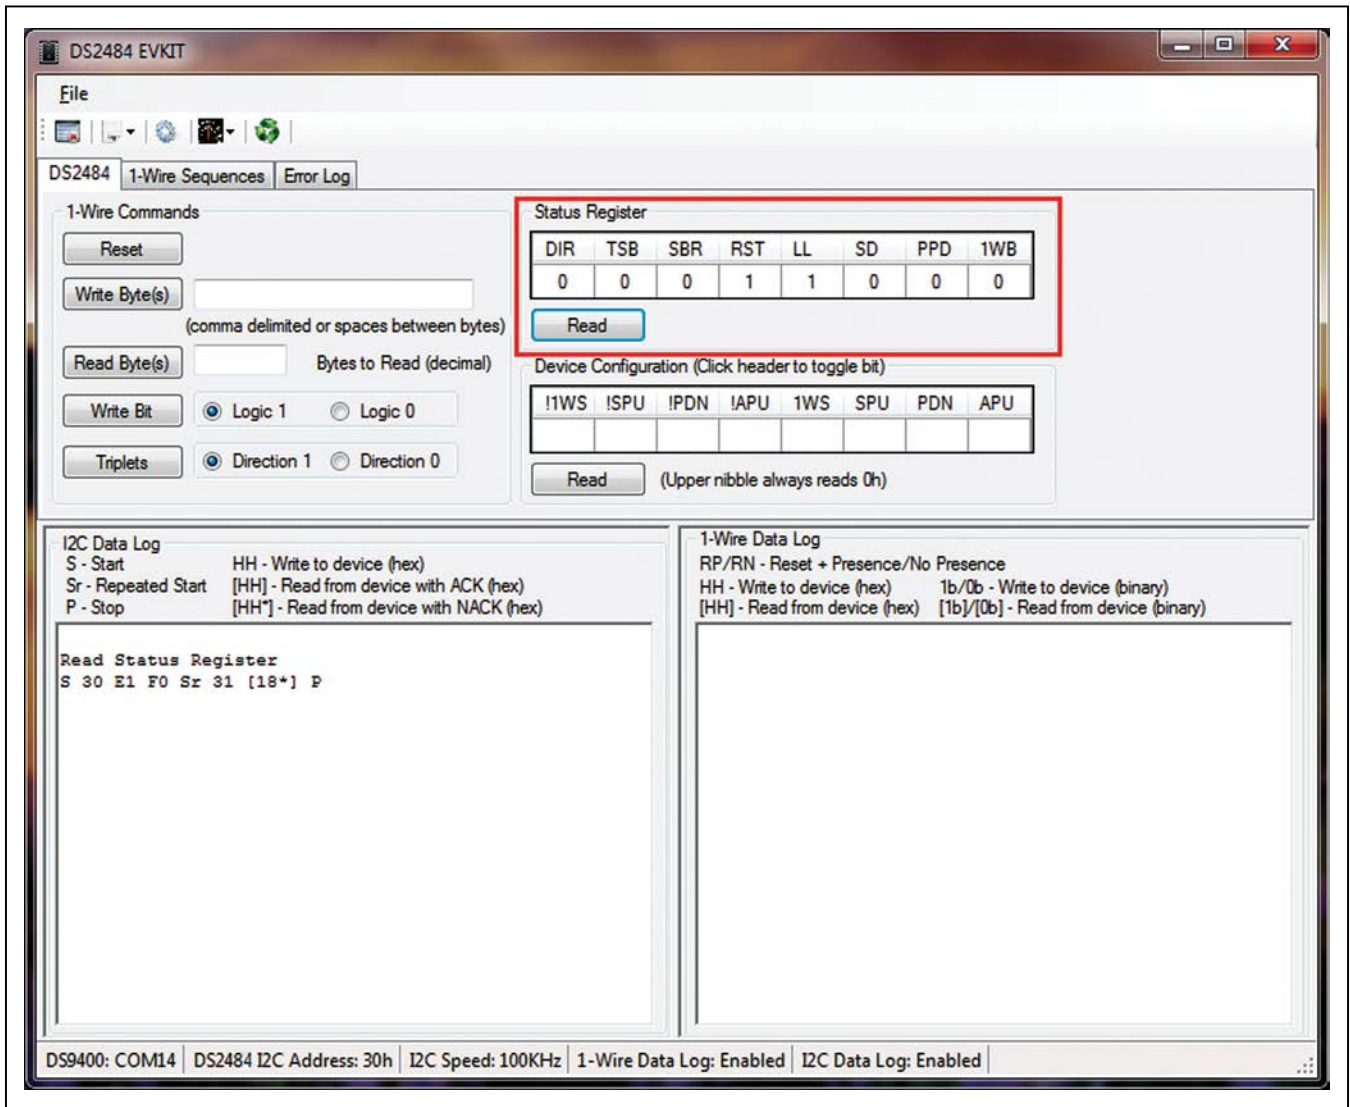 DS2484 EVKIT
File
DS2484 1-Wire Sequences Error Log
1-Wire Commands
Reset
Write Byte(s)
(comma delimited or spaces between bytes)
Read Byte(s) Bytes to Read (decimal)
Write Bit Logic 1 Logic 0
Triplets Direction 1 Direction 0
Status Register
DIR TSB SBR RST LL SD PPD 1WB
0 0 0 1 1 0 0 0
Read
Device Configuration (Click header to toggle bit)
!1WS !SPU !PDN !APU 1WS SPU PDN APU
Read (Upper nibble always reads 0h)
I2C Data Log
S - Start HH - Write to device (hex)
Sr - Repeated Start [HH] - Read from device with ACK (hex)
P - Stop [HH*] - Read from device with NACK (hex)
Read Status Register
S 30 E1 F0 Sr 31 [18*] P
1-Wire Data Log
RP/RN - Reset + Presence/No Presence
HH - Write to device (hex) 1b/0b - Write to device (binary)
[HH] - Read from device (hex) [1b]/[0b] - Read from device (binary)
DS9400: COM14 DS2484 I2C Address: 30h I2C Speed: 100KHz 1-Wire Data Log: Enabled I2C Data Log: Enabled